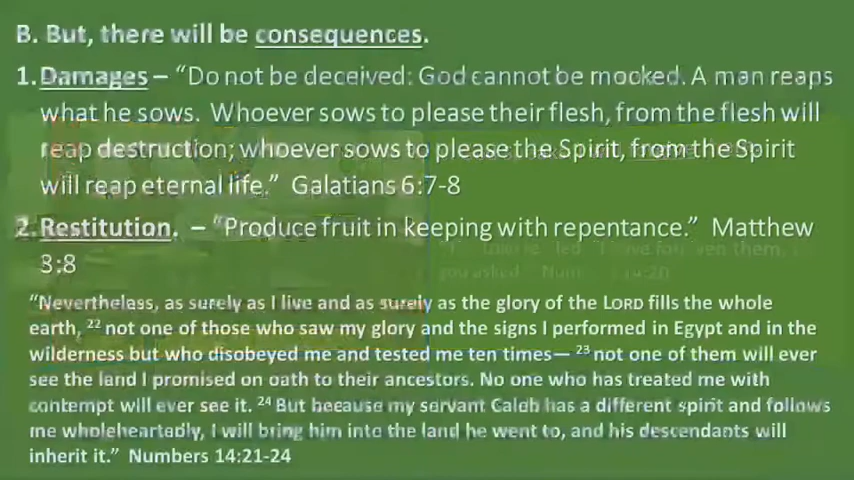 B. But, there will be consequences.
1. Damages – “Do not be deceived: God cannot be mocked. A man reaps
what he sows. Whoever sows to please their flesh, from the flesh will
reap destruction; whoever sows to please the Spirit, from the Spirit
will reap eternal life.” Galatians 6:7-8
2. Restitution. – “Produce fruit in keeping with repentance.” Matthew
3:8
“Nevertheless, as surely as I live and as surely as the glory of the LORD fills the whole
earth, 22 not one of those who saw my glory and the signs I performed in Egypt and in the
wilderness but who disobeyed me and tested me ten times— 23 not one of them will ever
see the land I promised on oath to their ancestors. No one who has treated me with
contempt will ever see it. 24 But because my servant Caleb has a different spirit and follows
me wholeheartedly, I will bring him into the land he went to, and his descendants will
inherit it.” Numbers 14:21-24